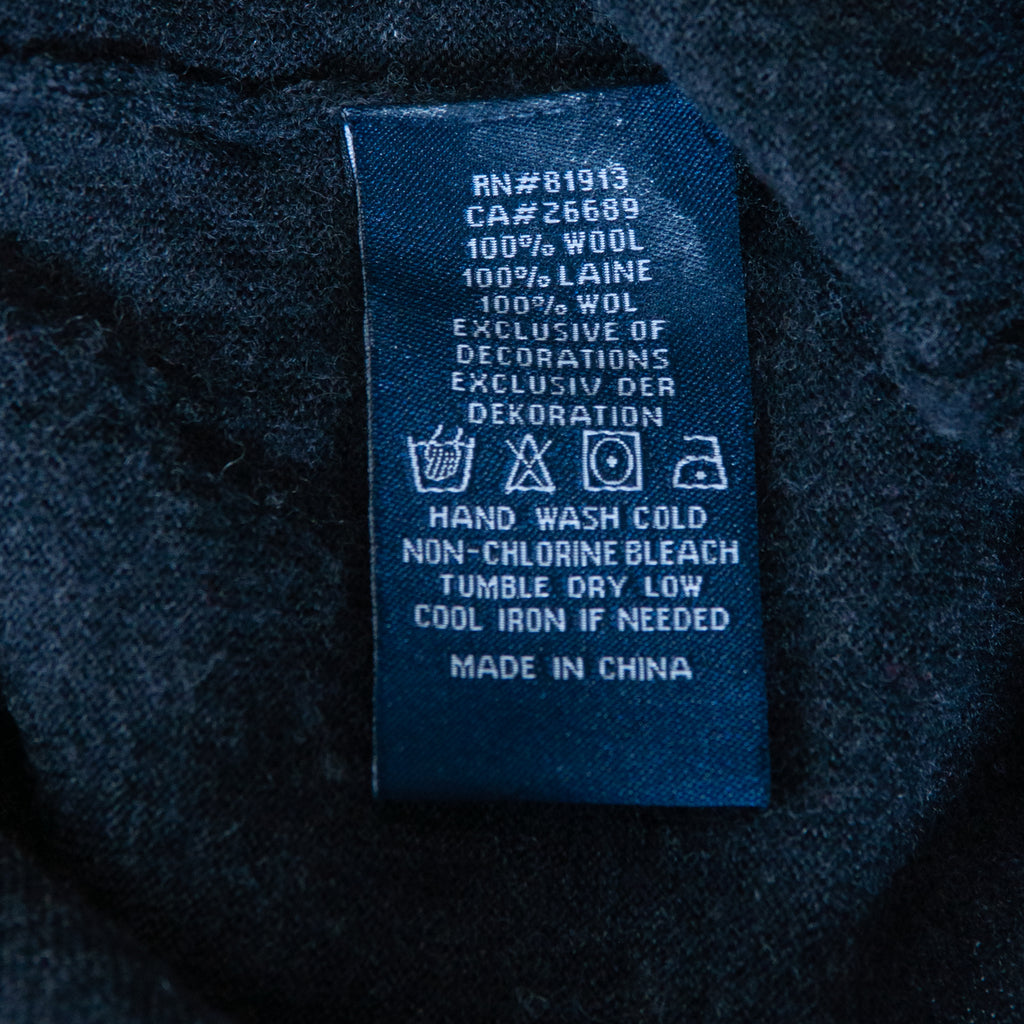 RN#81913
CA#26689
100% WOOL
100% LAINE
100% WOL
EXCLUSIVE OF
DECORATIONS
EXCLUSIV DER
DEKORATION
HAND WASH COLD
NON-CHLORINE BLEACH
TUMBLE DRY LOW
COOL IRON IF NEEDED
MADE IN CHINA